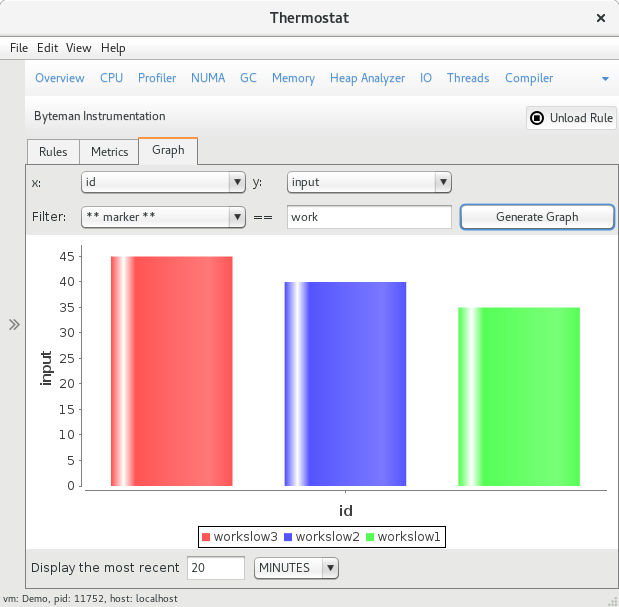 Thermostat
File Edit View Help
Overview CPU Profiler NUMA GC Memory Heap Analyzer IO Threads Compiler
Byteman Instrumentation Unload Rule
Rules Metrics Graph
x: id y: input
Filter: ** marker ** == work Generate Graph
45
40
35
30
25
20
15
10
5
0
input
id
workslow3 workslow2 workslow1
Display the most recent 20 MINUTES
vm: Demo, pid: 11752, host: localhost